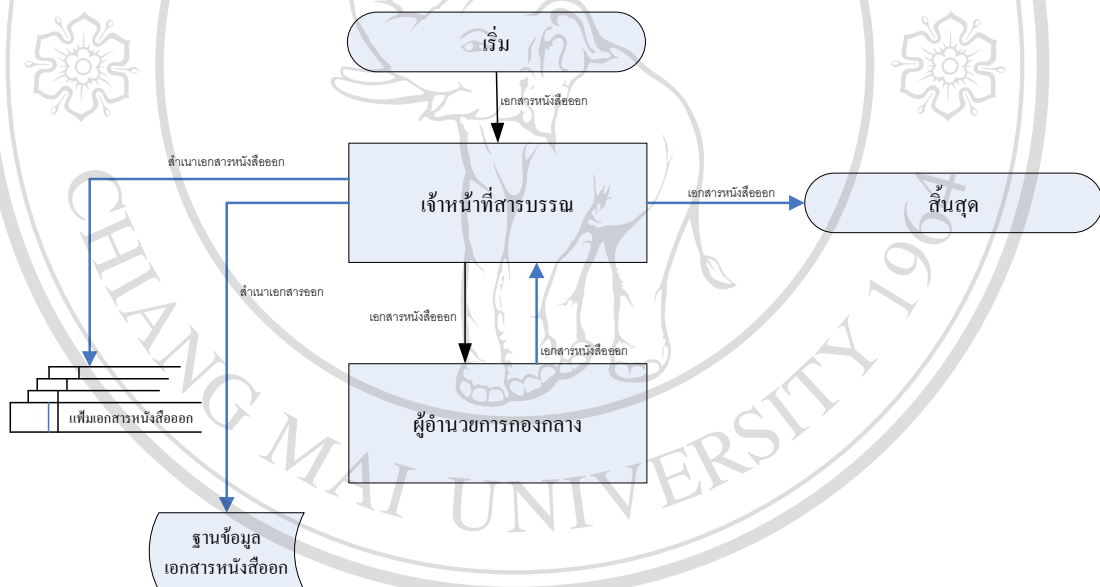 เริ่ม
เอกสารหนังสือออก
สำเนาเอกสารหนังสือออก
เจ้าหน้าที่สารบรรณ
เอกสารหนังสือออก
สิ้นสุด
สำเนาเอกสารออก
เอกสารหนังสือออก
เอกสารหนังสือออก
แฟ้มเอกสารหนังสือออก
ผู้อำนวยการกองกลาง
ฐานข้อมูล
เอกสารหนังสือออก
CHIANG MAI UNIVERSITY 1964